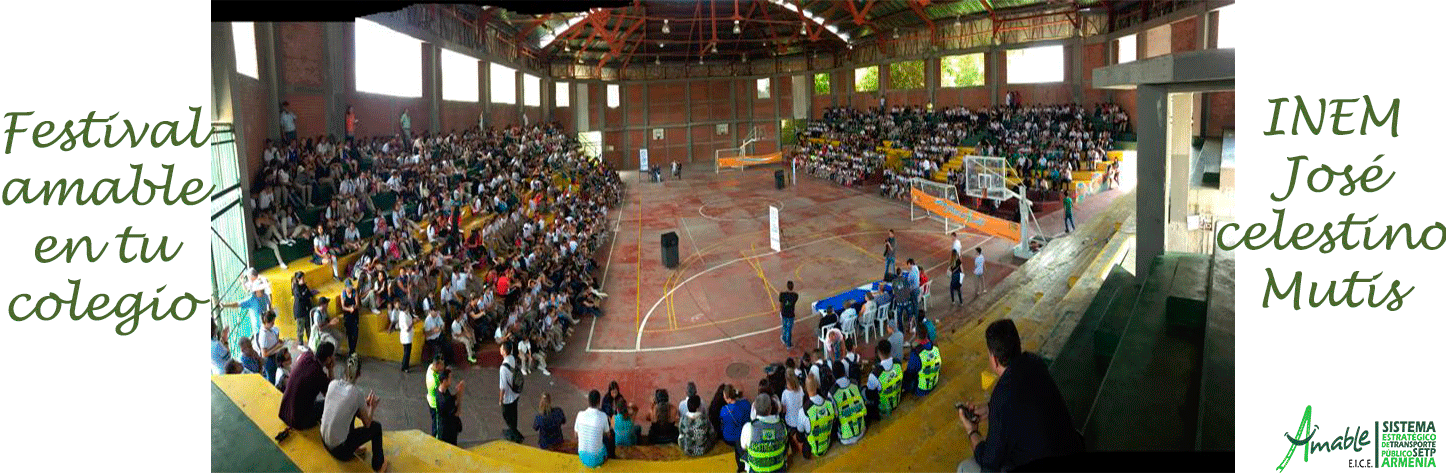 Festival
amable
en tu
colegio
INEM
José
celestino
Mutis
Amable
E.I.C.E.
SISTEMA
ESTRATÉGICO
DE TRANSPORTE
PÚBLICO SETP
ARMENIA